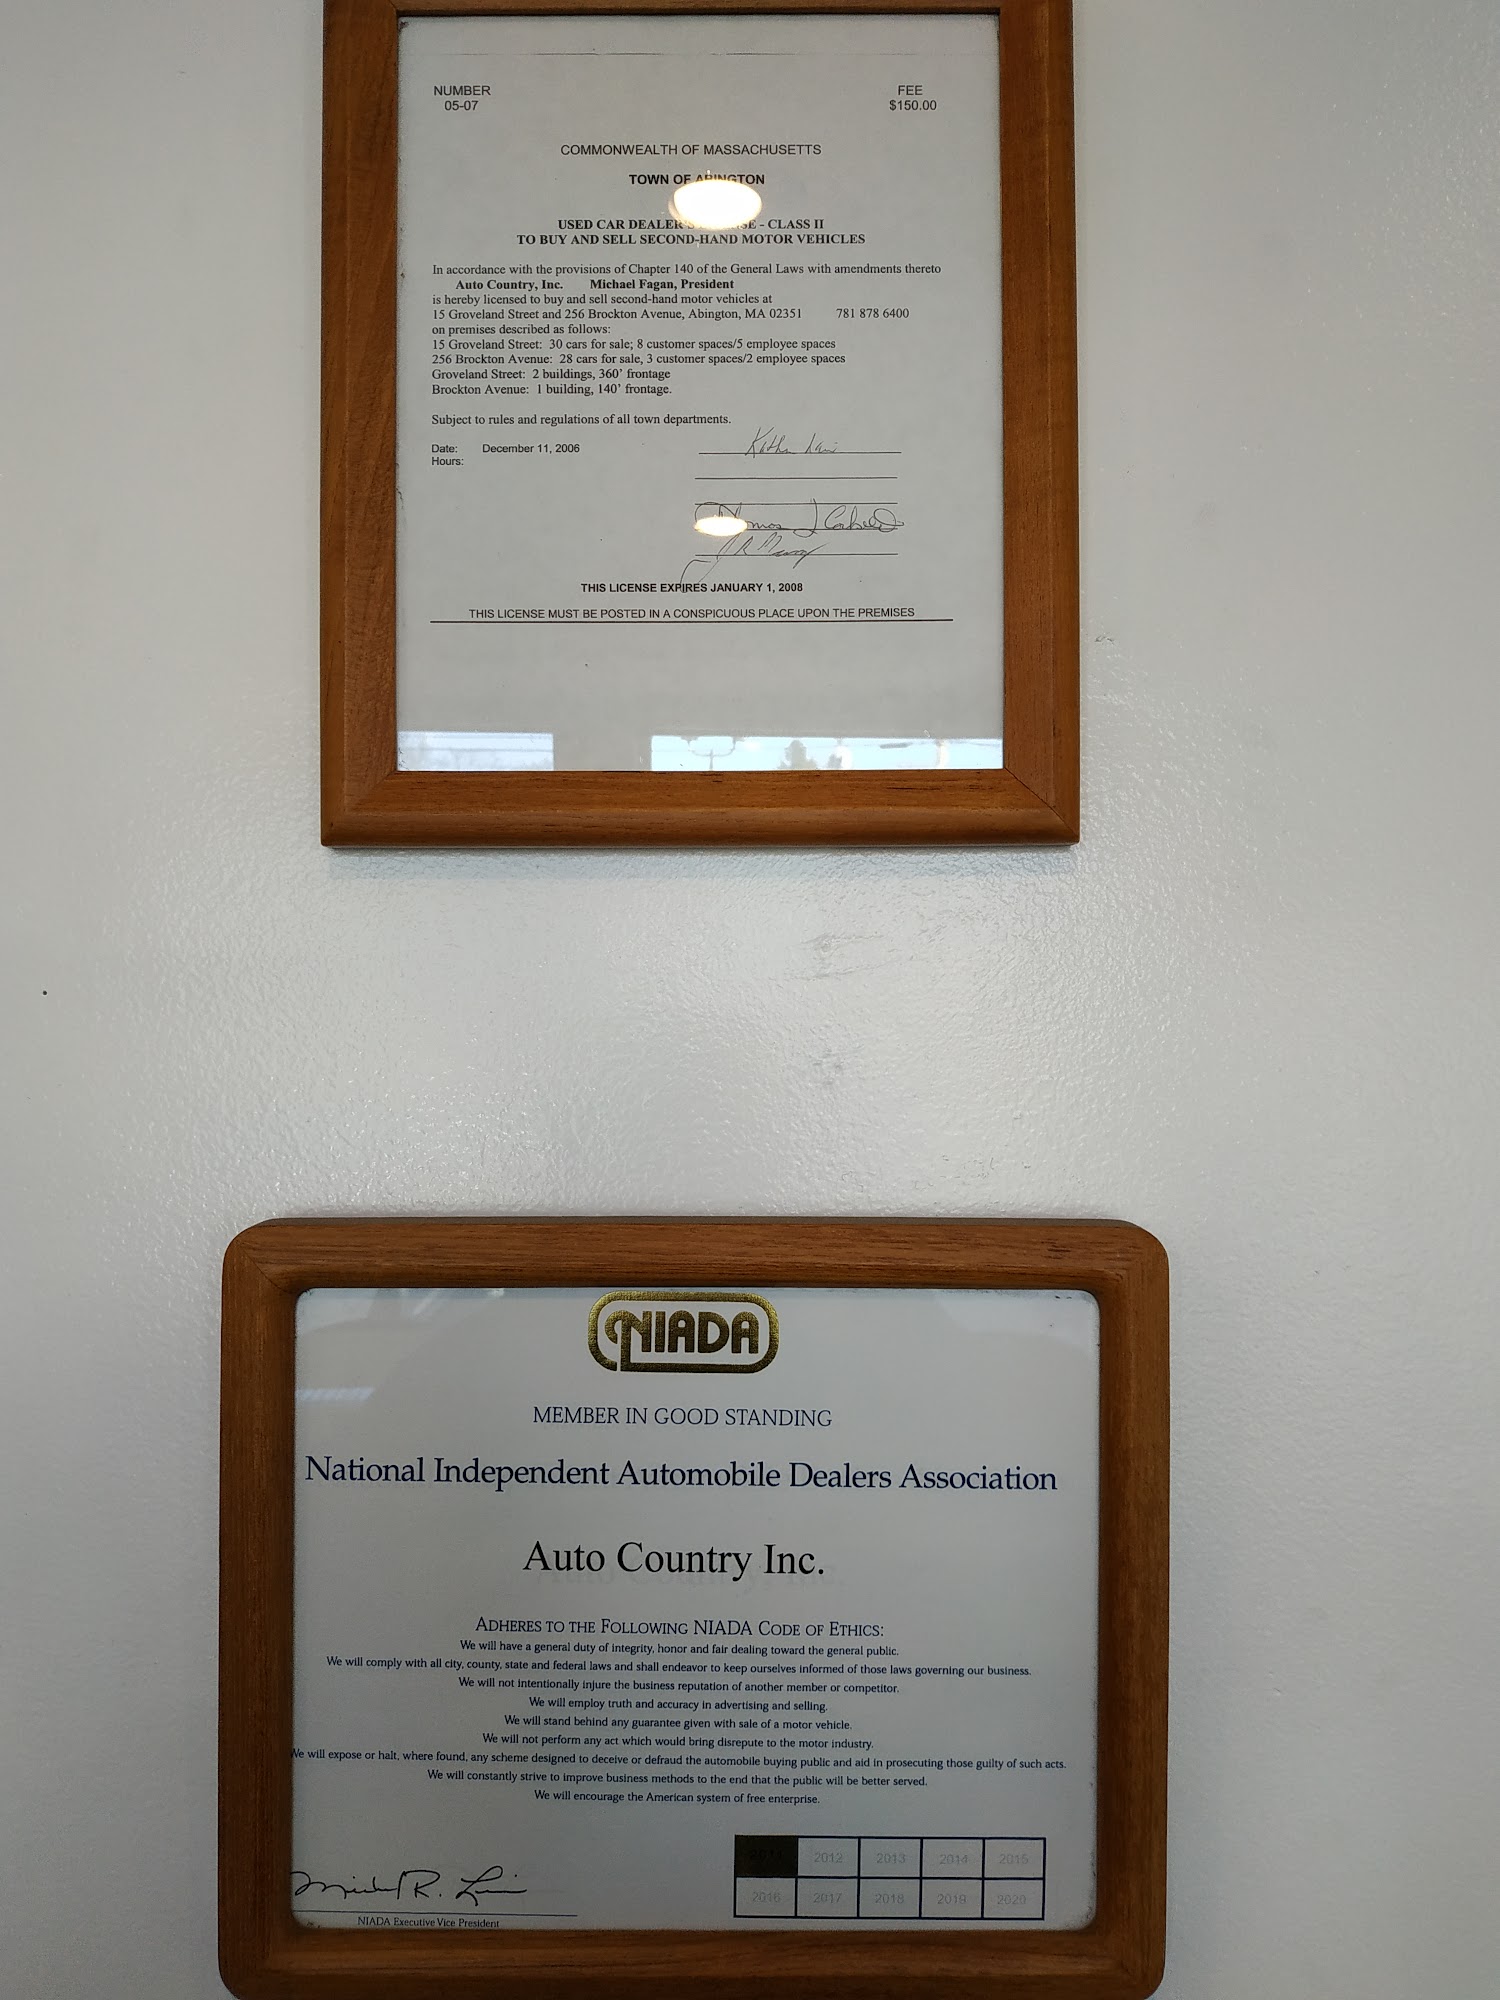 NUMBER FEE
05-07 $150.00
COMMONWEALTH OF MASSACHUSETTS
TOWN OF ABINGTON
USED CAR DEALER - CLASS II
TO BUY AND SELL SECOND-HAND MOTOR VEHICLES
In accordance with the provisions of Chapter 140 of the General Laws with amendments thereto
Auto Country, Inc. Michael Fagan, President
is hereby licensed to buy and sell second-hand motor vehicles at
15 Groveland Street and 256 Brockton Avenue, Abington, MA 02351 781 878 6400
on premises described as follows:
15 Groveland Street: 30 cars for sale; 8 customer spaces/5 employee spaces
256 Brockton Avenue: 28 cars for sale, 3 customer spaces/2 employee spaces
Groveland Street: 2 buildings, 360' frontage
Brockton Avenue: 1 building, 140' frontage.
Subject to rules and regulations of all town departments.
Date: December 11, 2006
Hours:
THIS LICENSE EXPIRES JANUARY 1, 2008
THIS LICENSE MUST BE POSTED IN A CONSPICUOUS PLACE UPON THE PREMISES
NIADA
MEMBER IN GOOD STANDING
National Independent Automobile Dealers Association
Auto Country Inc.
ADHERES TO THE FOLLOWING NIADA CODE OF ETHICS:
We will have a general duty of integrity, honor and fair dealing toward the general public.
We will comply with all city, county, state and federal laws and shall endeavor to keep ourselves informed of those laws governing our business.
We will not intentionally injure the business reputation of another member or competitor.
We will employ truth and accuracy in advertising and selling.
We will stand behind any guarantee given with sale of a motor vehicle.
We will not perform any act which would bring disrepute to the motor industry.
We will expose or halt, where found, any scheme designed to deceive or defraud the automobile buying public and aid in prosecuting those guilty of such acts.
We will constantly strive to improve business methods to the end that the public will be better served.
We will encourage the American system of free enterprise.
2011 2012 2013 2014 2015
2016 2017 2018 2019 2020
NIADA Executive Vice President